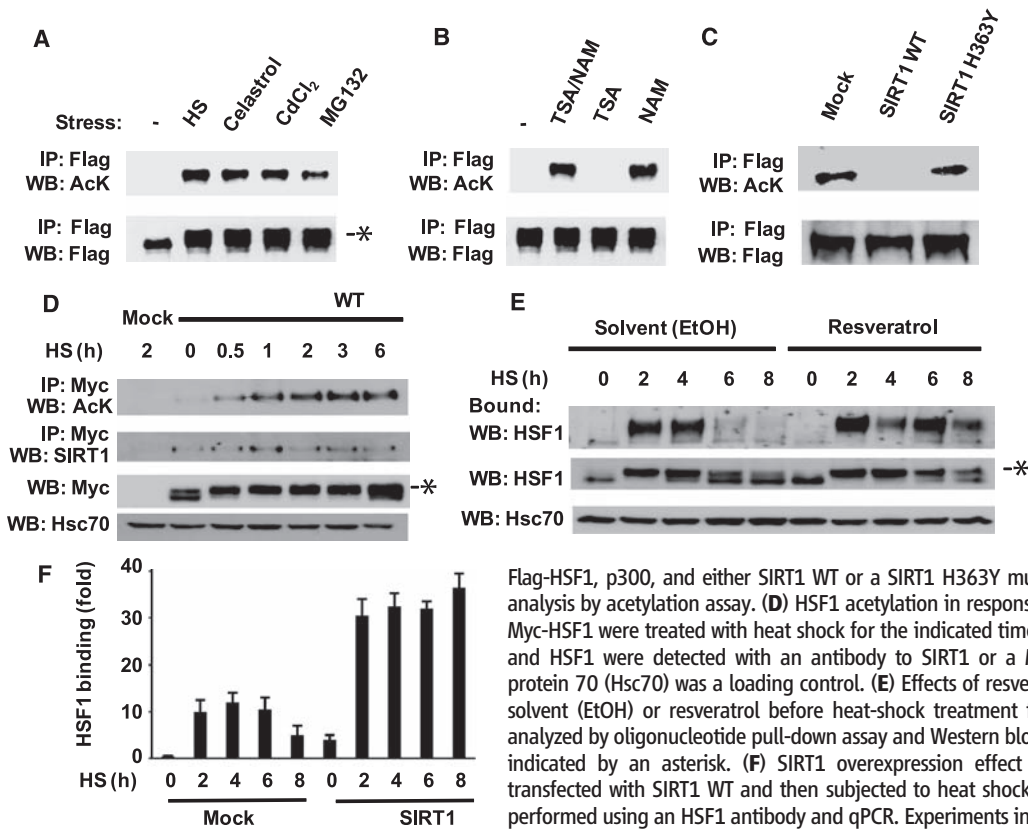 A
Stress: - HS Celastrol CdCl₂ MG132
IP: Flag
WB: AcK
IP: Flag
WB: Flag
-*
B
- TSA/NAM TSA NAM
IP: Flag
WB: AcK
IP: Flag
WB: Flag
C
Mock SIRT1 WT SIRT1 H363Y
IP: Flag
WB: AcK
IP: Flag
WB: Flag
D
Mock WT
HS (h) 2 0 0.5 1 2 3 6
IP: Myc
WB: AcK
IP: Myc
WB: SIRT1
WB: Myc -*
WB: Hsc70
E
Solvent (EtOH) Resveratrol
HS (h) 0 2 4 6 8 0 2 4 6 8
Bound:
WB: HSF1
WB: HSF1 -*
WB: Hsc70
F
HSF1 binding (fold)
40
30
20
10
0
HS (h) 0 2 4 6 8 0 2 4 6 8
Mock SIRT1
Flag-HSF1, p300, and either SIRT1 WT or a SIRT1 H363Y mu
analysis by acetylation assay. (D) HSF1 acetylation in respons
Myc-HSF1 were treated with heat shock for the indicated time
and HSF1 were detected with an antibody to SIRT1 or a M
protein 70 (Hsc70) was a loading control. (E) Effects of resve
solvent (EtOH) or resveratrol before heat-shock treatment f
analyzed by oligonucleotide pull-down assay and Western blo
indicated by an asterisk. (F) SIRT1 overexpression effect
transfected with SIRT1 WT and then subjected to heat shock
performed using an HSF1 antibody and qPCR. Experiments in